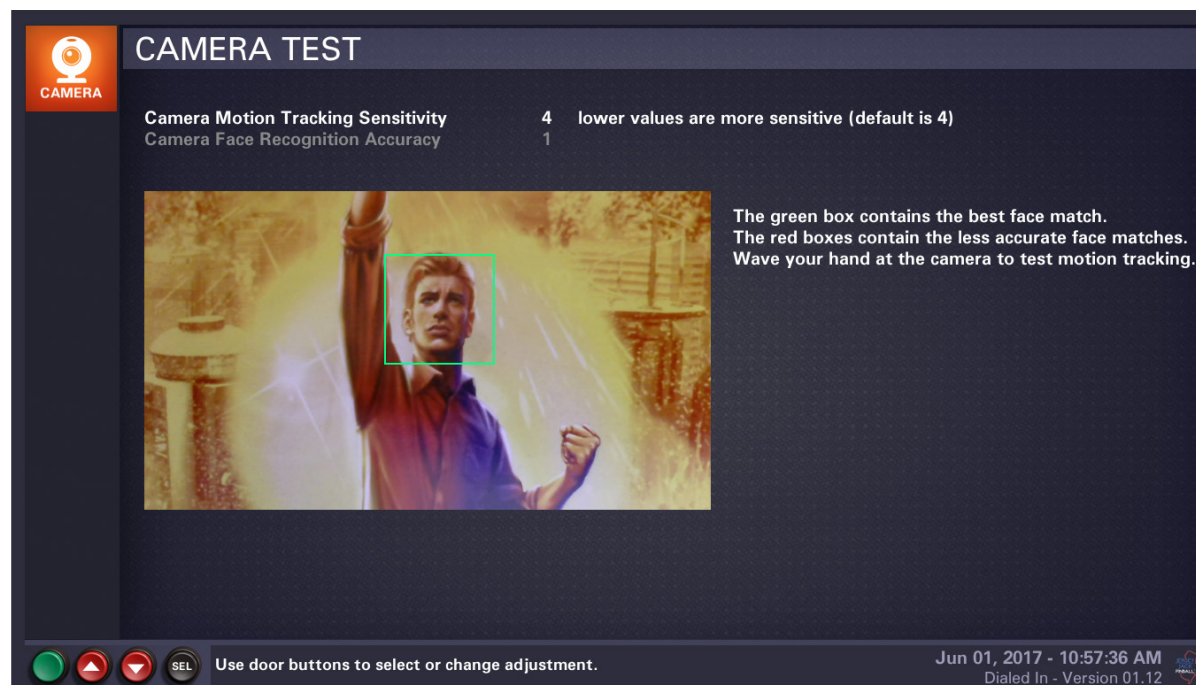 CAMERA TEST
CAMERA
Camera Motion Tracking Sensitivity 4 lower values are more sensitive (default is 4)
Camera Face Recognition Accuracy 1
The green box contains the best face match.
The red boxes contain the less accurate face matches.
Wave your hand at the camera to test motion tracking.
SEL
Use door buttons to select or change adjustment.
Jun 01, 2017 - 10:57:36 AM
Dialed In - Version 01.12